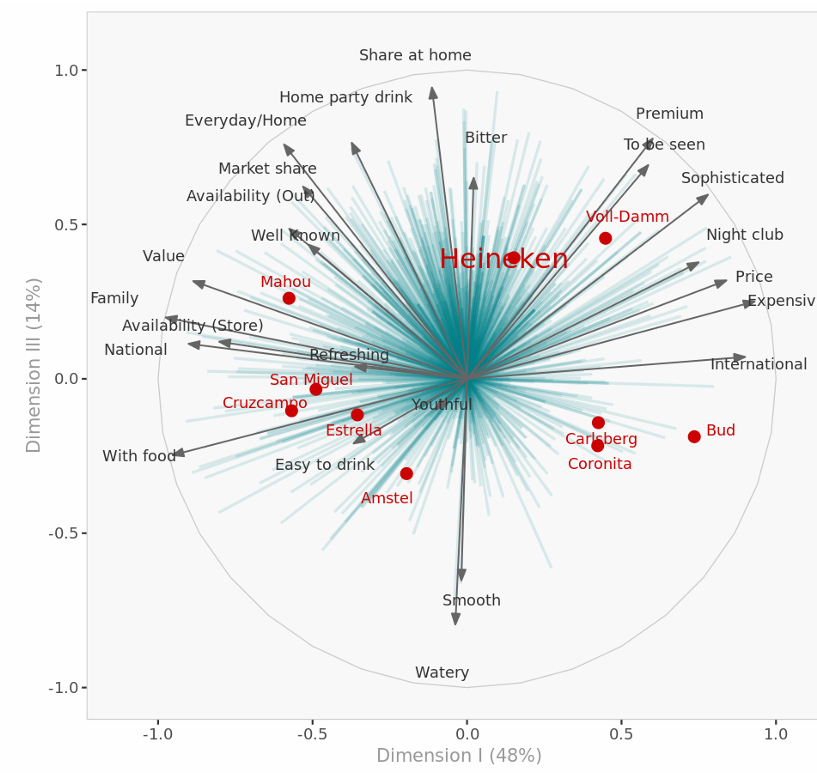 Share at home
1.0
Home party drink
Premium
Everyday/Home
Bitter
To be seen
Market share
Sophisticated
Availability (Out)
Voll-Damm
0.5
Well Known
Night club
Value
Heineken
Price
Mahou
Family
Expensiv
Availability (Store)
National
Refreshing
International
0.0
San Miguel
Cruzcampo
Youthful
Estrella
Bud
Carlsberg
With food
Easy to drink
Coronita
Amstel
-0.5
Smooth
Watery
-1.0
-1.0
-0.5
0.0
0.5
1.0
Dimension I (48%)
Dimension III (14%)